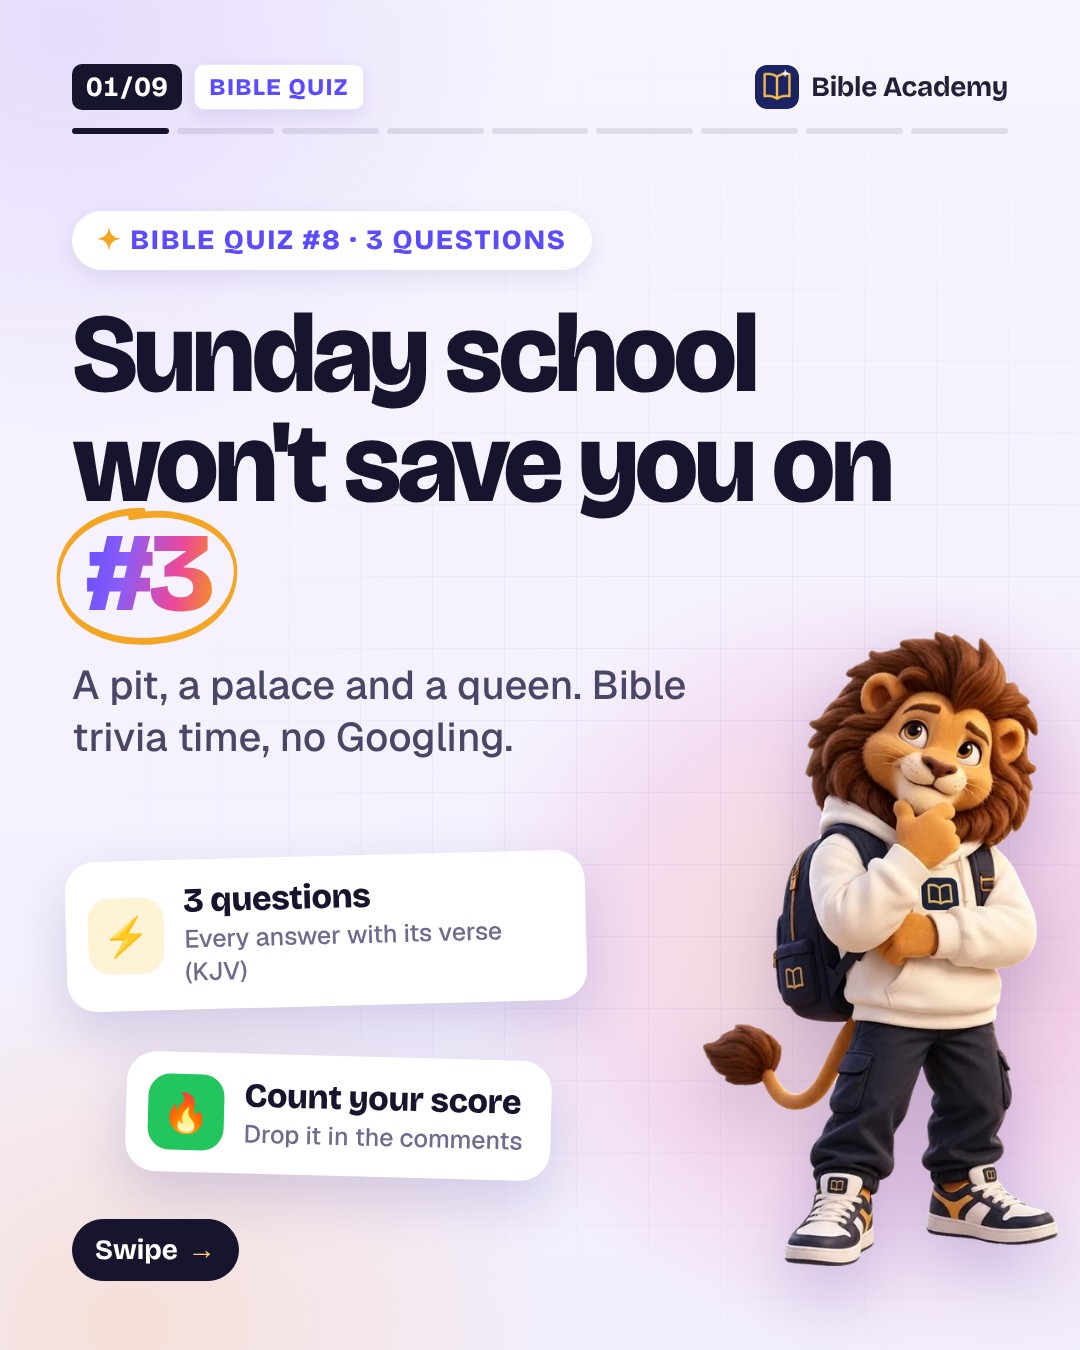 01/09
BIBLE QUIZ
Bible Academy
✦ BIBLE QUIZ #8 · 3 QUESTIONS
Sunday school
won't save you on
#3
A pit, a palace and a queen. Bible
trivia time, no Googling.
3 questions
Every answer with its verse
(KJV)
Count your score
Drop it in the comments
Swipe →